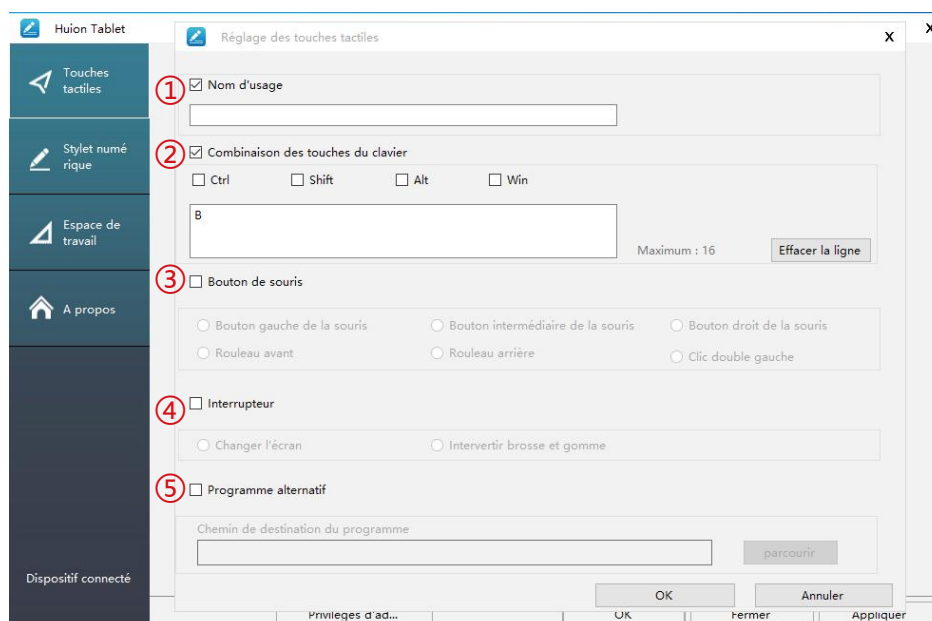 Huion Tablet
Réglage des touches tactiles
X
X
Touches
tactiles
① Nom d'usage
Stylet numé
rique
② Combinaison des touches du clavier
Ctrl Shift Alt Win
B
Espace de
travail
Maximum : 16 Effacer la ligne
③ Bouton de souris
A propos
Bouton gauche de la souris Bouton intermédiaire de la souris Bouton droit de la souris
Rouleau avant Rouleau arrière Clic double gauche
④ Interrupteur
Changer l'écran Intervertir brosse et gomme
⑤ Programme alternatif
Chemin de destination du programme
parcourir
Dispositif connecté
OK Annuler
Privilèges d'ad... OK Fermer Appliquer